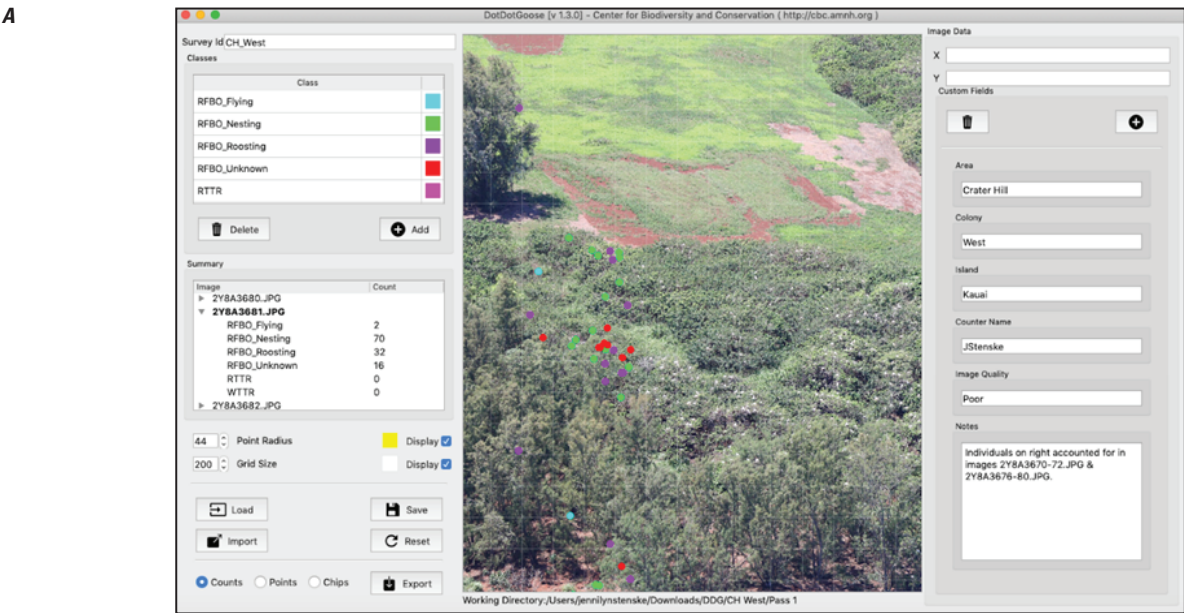 A
DotDotGoose [v 1.3.0] - Center for Biodiversity and Conservation ( http://cbc.amnh.org )
Survey Id CH_West
Classes
Class
RFBO_Flying
RFBO_Nesting
RFBO_Roosting
RFBO_Unknown
RTTR
Delete
Add
Summary
Image Count
2Y8A3680.JPG
2Y8A3681.JPG
RFBO_Flying 2
RFBO_Nesting 70
RFBO_Roosting 32
RFBO_Unknown 16
RTTR 0
WTTR 0
2Y8A3682.JPG
44 Point Radius Display
200 Grid Size Display
Load
Save
Import
Reset
Counts Points Chips Export
Working Directory:/Users/jennilynstenske/Downloads/DDG/CH West/Pass 1
Image Data
X
Y
Custom Fields
Area
Crater Hill
Colony
West
Island
Kauai
Counter Name
JStenske
Image Quality
Poor
Notes
Individuals on right accounted for in
images 2Y8A3670-72.JPG &
2Y8A3676-80.JPG.